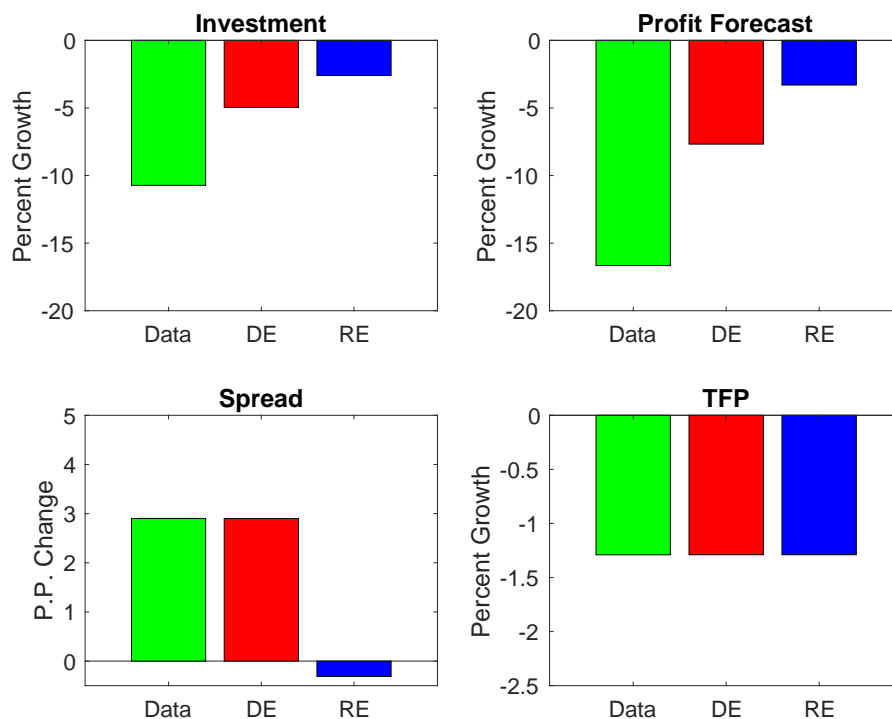 Investment
Percent Growth
0
-5
-10
-15
-20
Data DE RE
Profit Forecast
Percent Growth
0
-5
-10
-15
-20
Data DE RE
Spread
P.P. Change
5
4
3
2
1
0
Data DE RE
TFP
Percent Growth
0
-0.5
-1
-1.5
-2
-2.5
Data DE RE